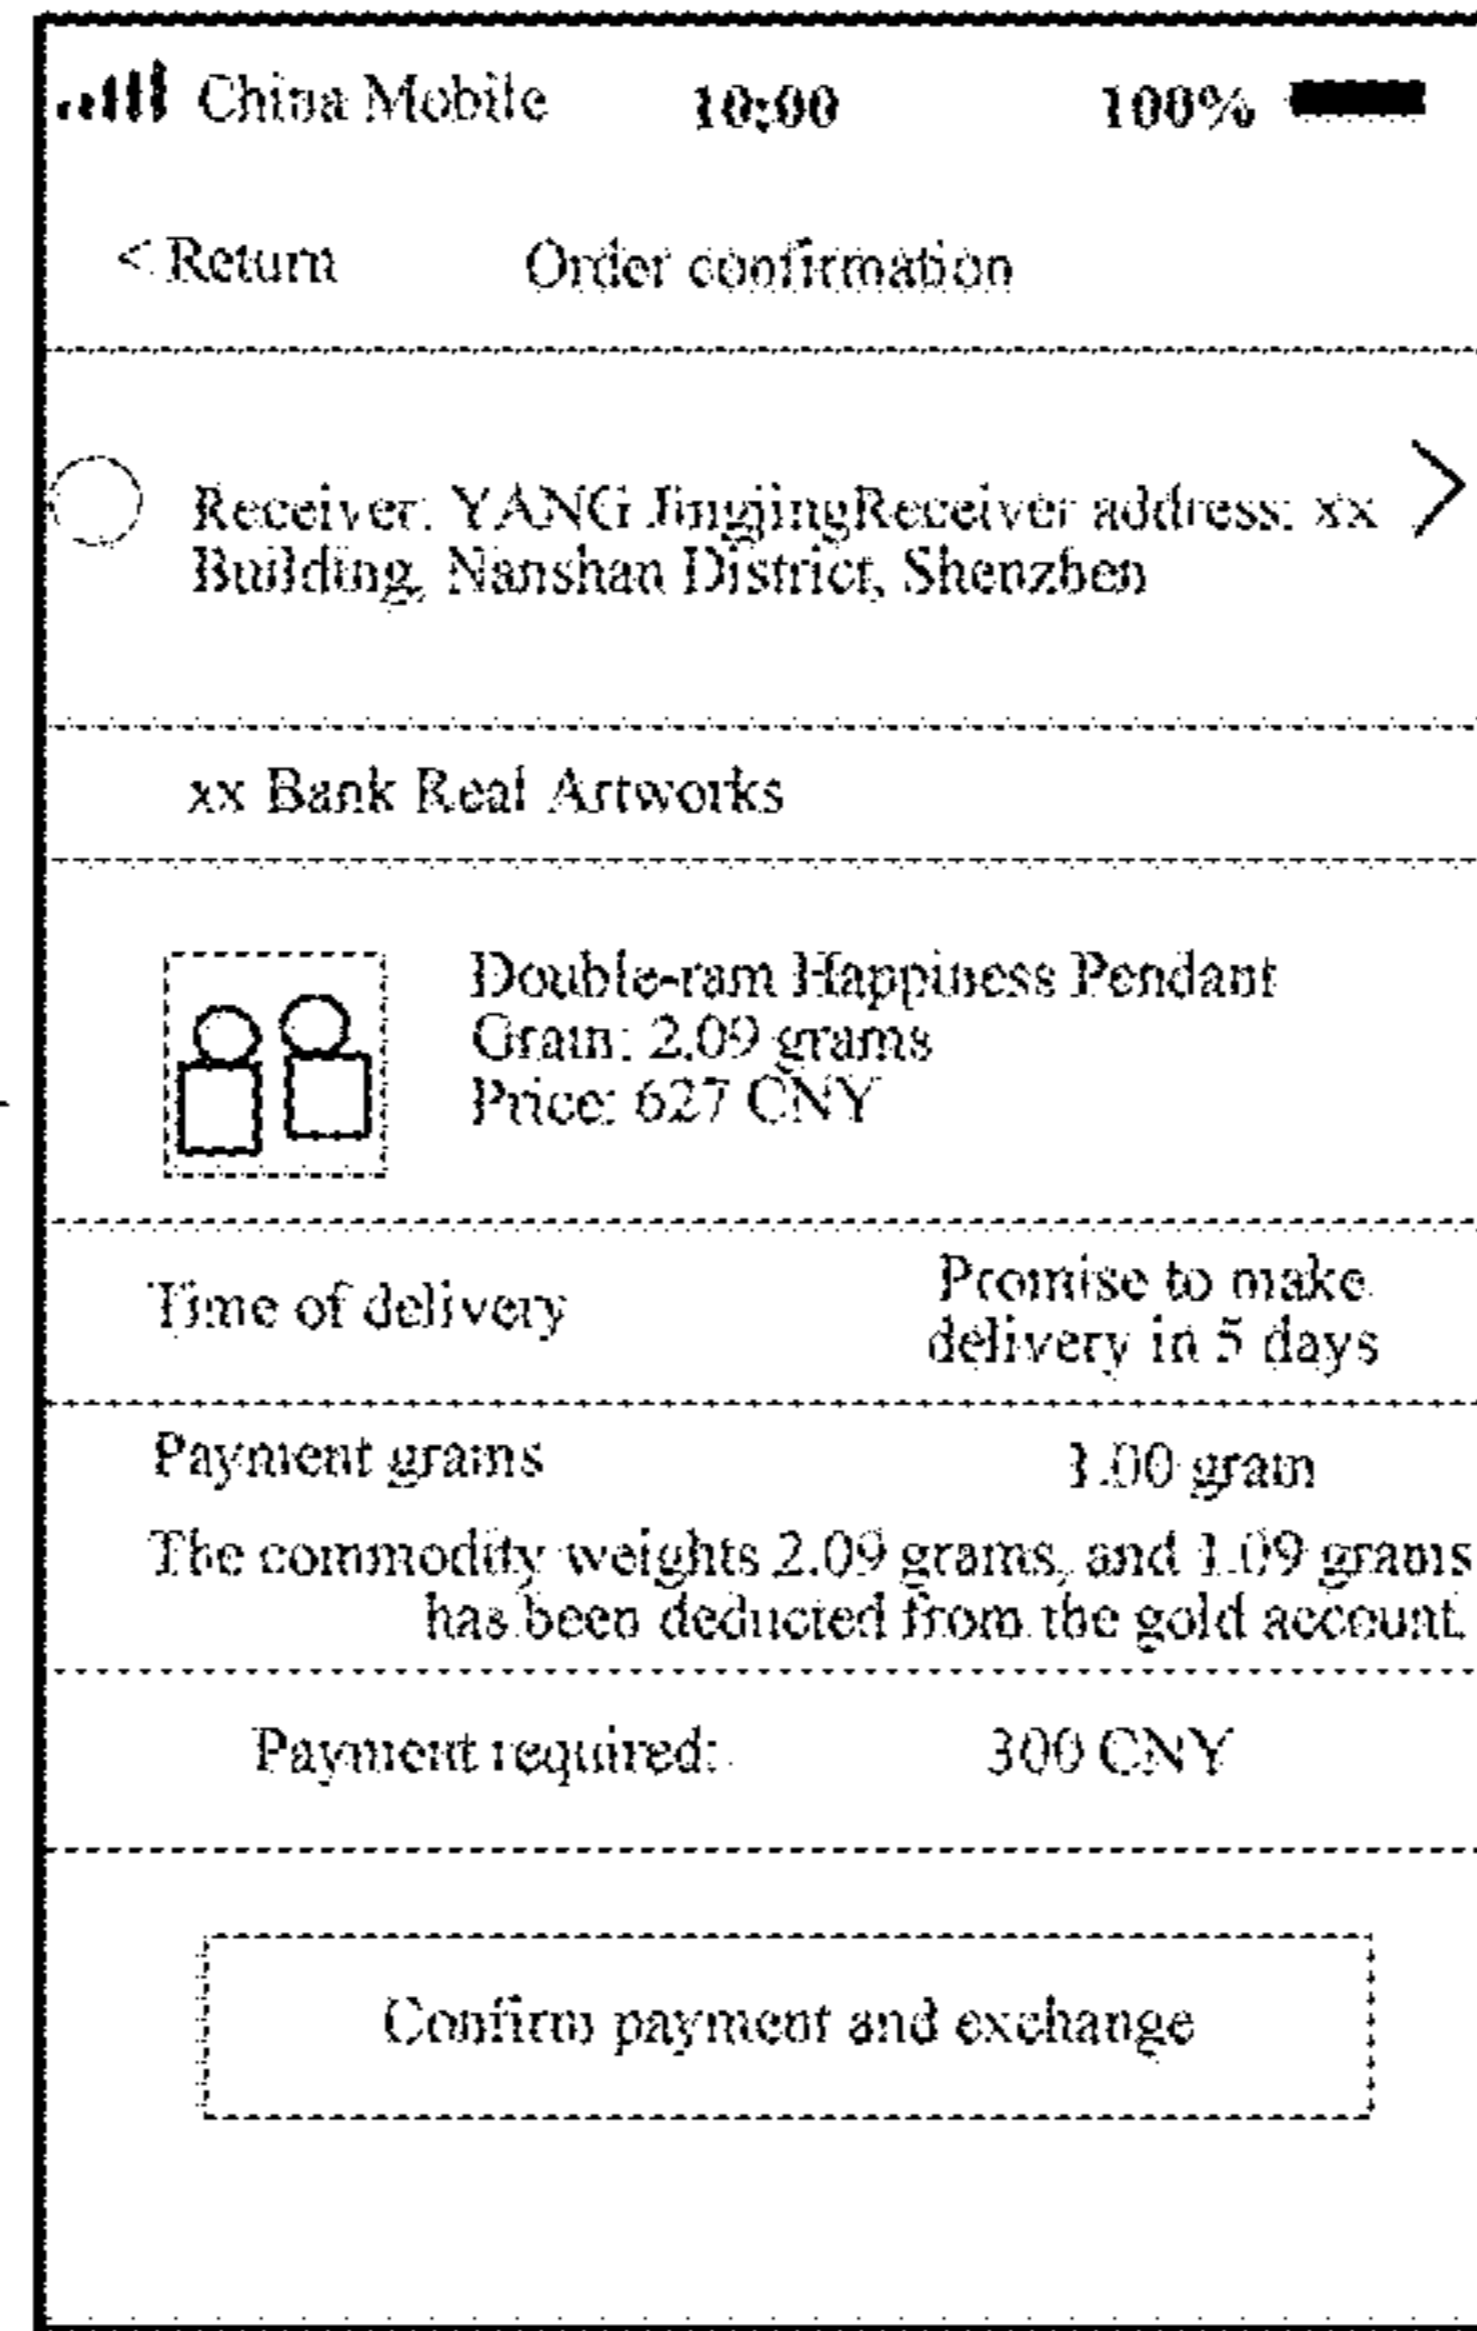 China Mobile 10:00 100%
< Return Order confirmation
Receiver: YANG JingjingReceiver address: xx
Building, Nanshan District, Shenzhen
xx Bank Real Artworks
Double-ram Happiness Pendant
Gram: 2.09 grams
Price: 627 CNY
Time of delivery
Promise to make
delivery in 5 days
Payment grams 1.00 gram
The commodity weights 2.09 grams, and 1.09 grams
has been deducted from the gold account.
Payment required: 300 CNY
Confirm payment and exchange